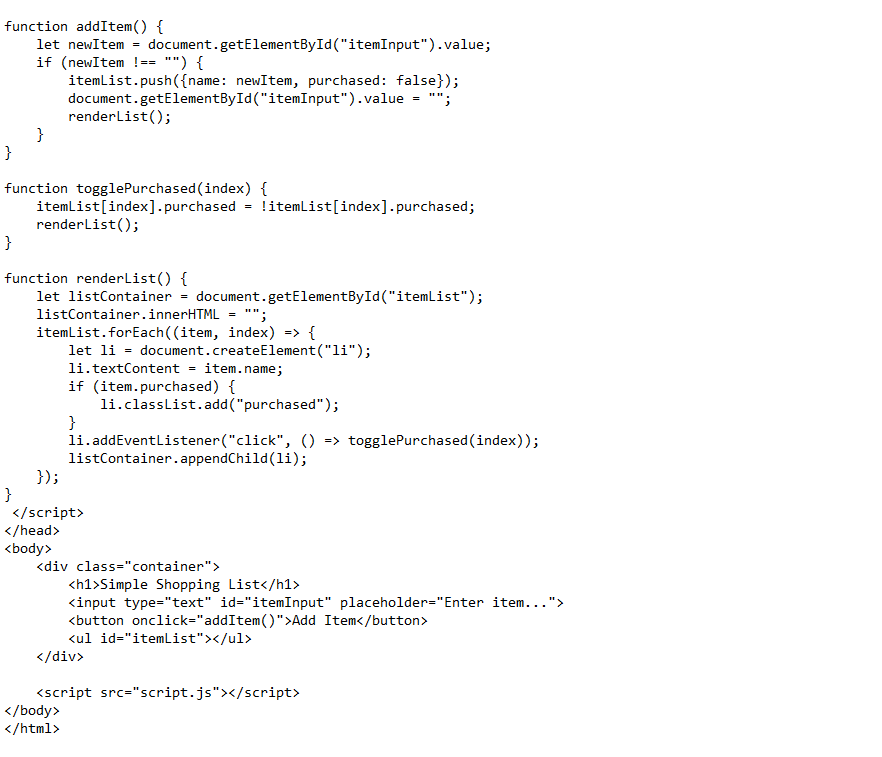 function addItem() {
    let newItem = document.getElementById("itemInput").value;
    if (newItem !== "") {
        itemList.push({name: newItem, purchased: false});
        document.getElementById("itemInput").value = "";
        renderList();
    }
}

function togglePurchased(index) {
    itemList[index].purchased = !itemList[index].purchased;
    renderList();
}

function renderList() {
    let listContainer = document.getElementById("itemList");
    listContainer.innerHTML = "";
    itemList.forEach((item, index) => {
        let li = document.createElement("li");
        li.textContent = item.name;
        if (item.purchased) {
            li.classList.add("purchased");
        }
        li.addEventListener("click", () => togglePurchased(index));
        listContainer.appendChild(li);
    });
}
 </script>
</head>
<body>
    <div class="container">
        <h1>Simple Shopping List</h1>
        <input type="text" id="itemInput" placeholder="Enter item...">
        <button onclick="addItem()">Add Item</button>
        <ul id="itemList"></ul>
    </div>

    <script src="script.js"></script>
</body>
</html>